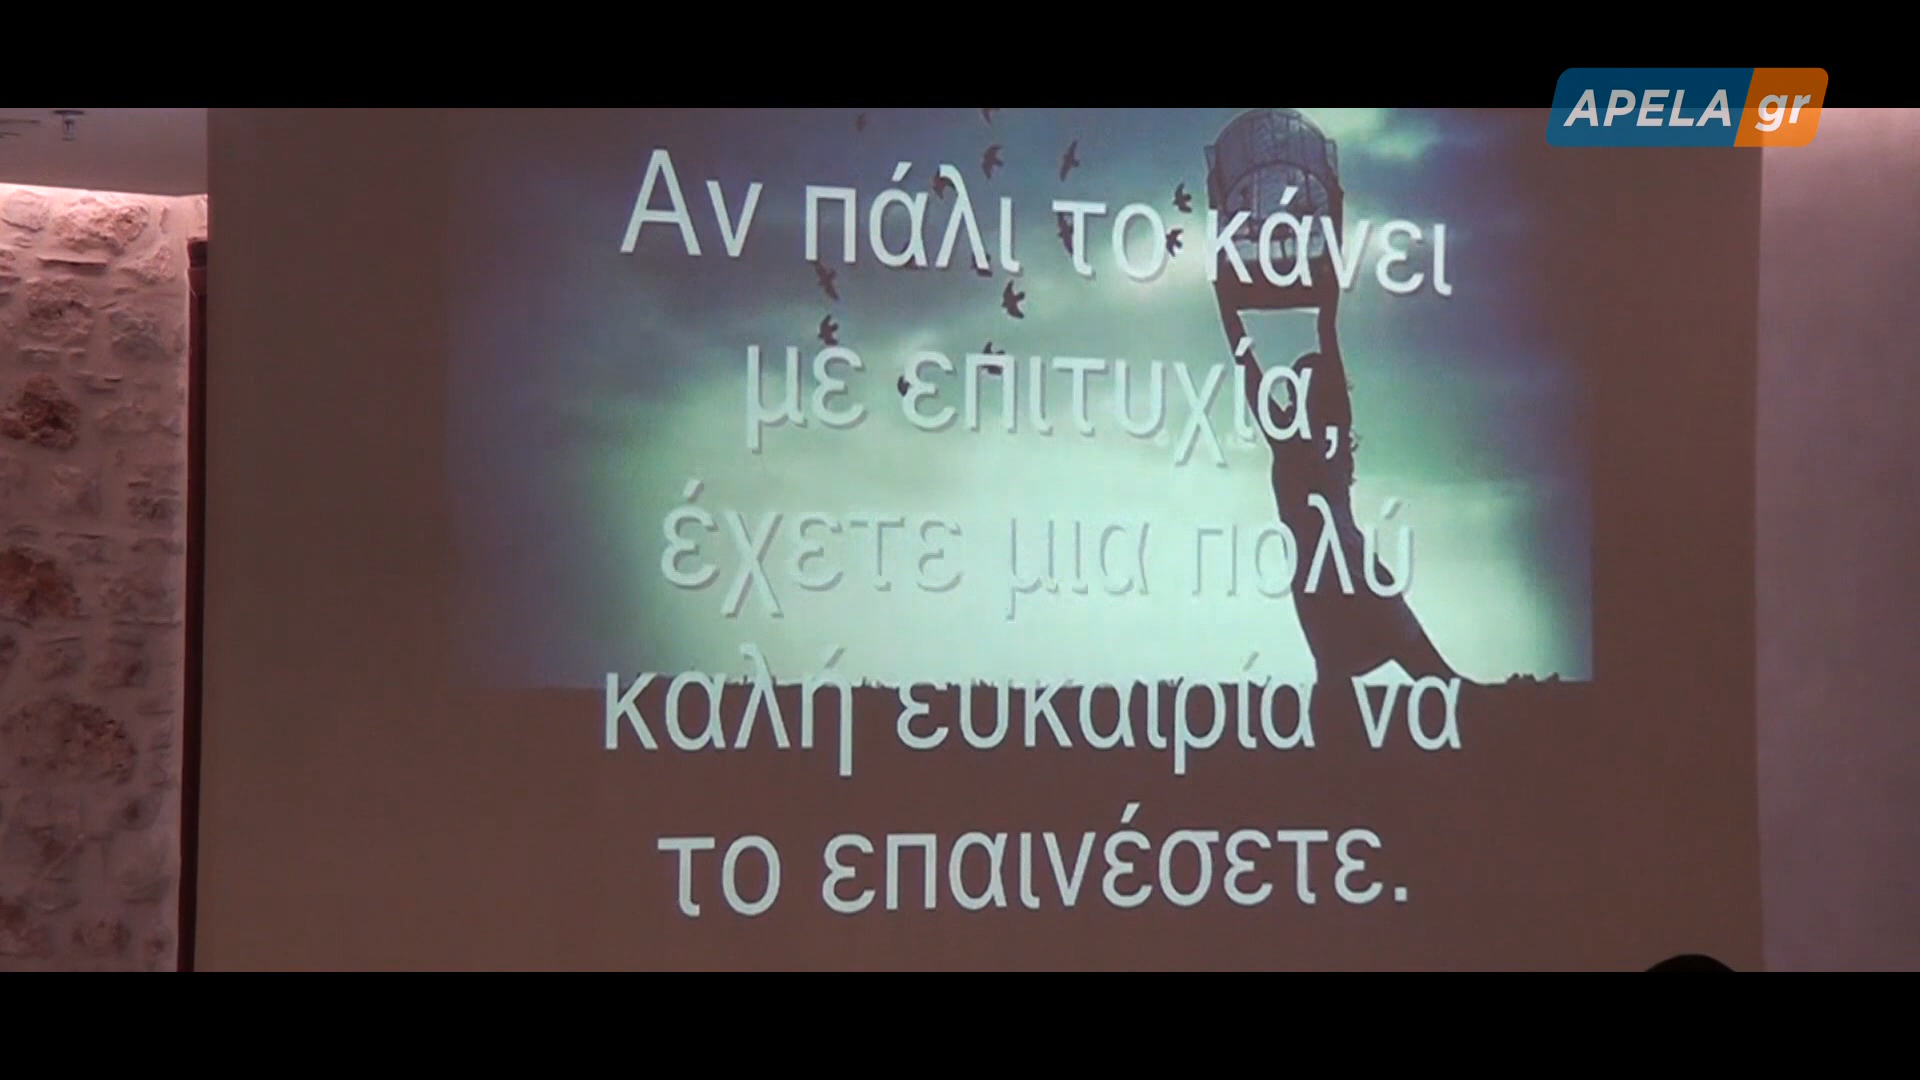 APELA gr
Αν πάλι το κάνει
με επιτυχία,
έχετε μια πολύ
καλή ευκαιρία να
το επαινέσετε.